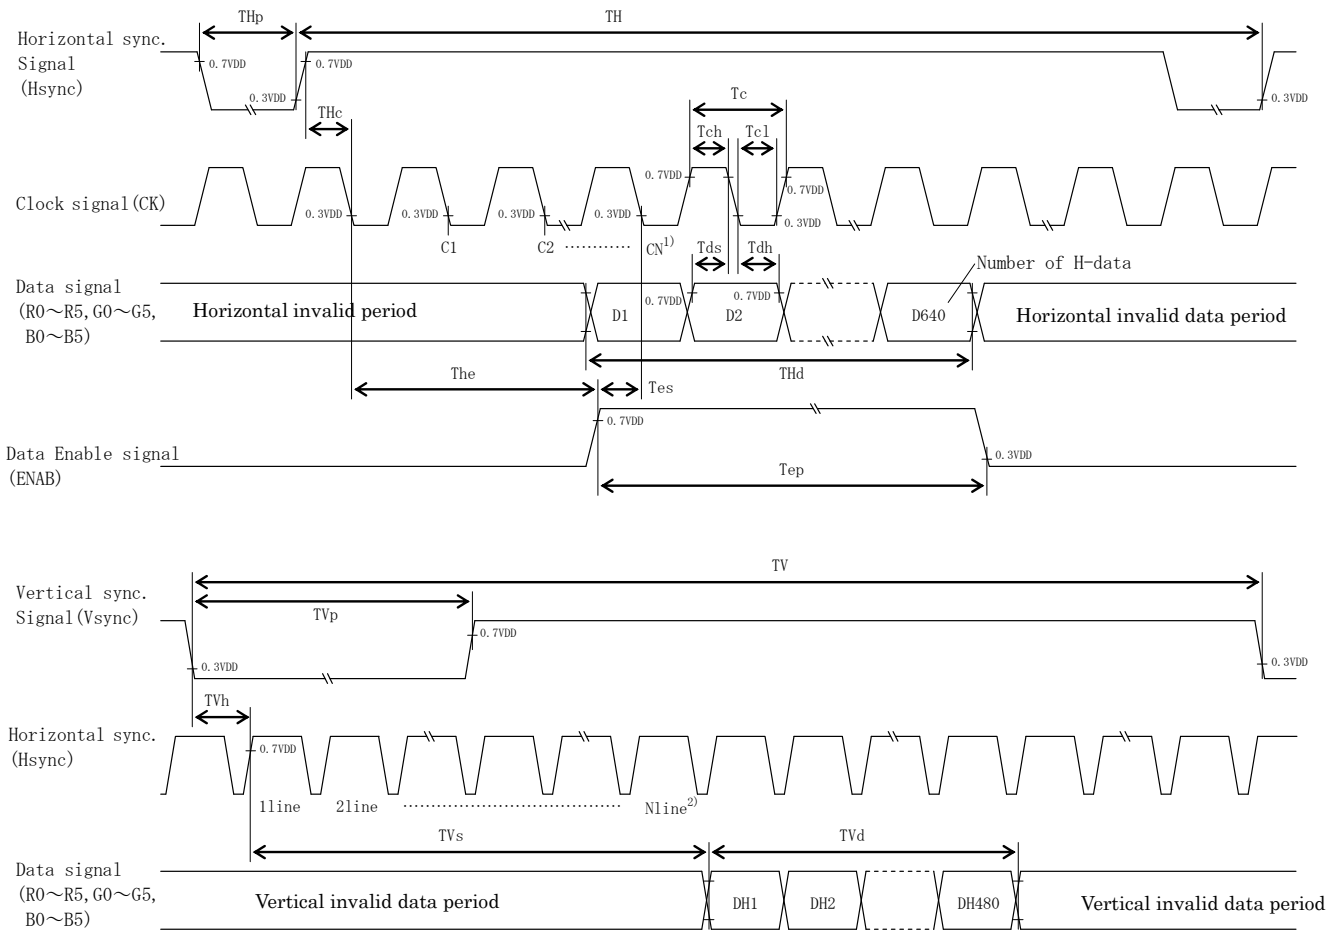 THp
TH
Horizontal sync.
Signal
(Hsync)
0.7VDD
0.7VDD
0.3VDD
0.3VDD
THc
Tc
Tch
Tcl
Clock signal(CK)
0.7VDD
0.7VDD
0.3VDD
0.3VDD
0.3VDD
0.3VDD
0.3VDD
C1
C2 ............
CN1)
Tds
Tdh
Number of H-data
Data signal
(R0～R5,G0～G5,
B0～B5)
Horizontal invalid period
0.7VDD
0.7VDD
D1
D2
D640
Horizontal invalid data period
The
Tes
THd
0.7VDD
Data Enable signal
(ENAB)
0.3VDD
Tep
TV
Vertical sync.
Signal(Vsync)
TVp
0.7VDD
0.3VDD
0.3VDD
TVh
Horizontal sync.
(Hsync)
0.7VDD
1line
2line
........................................
Nline2)
TVs
TVd
Data signal
(R0～R5,G0～G5,
B0～B5)
Vertical invalid data period
DH1
DH2
DH480
Vertical invalid data period